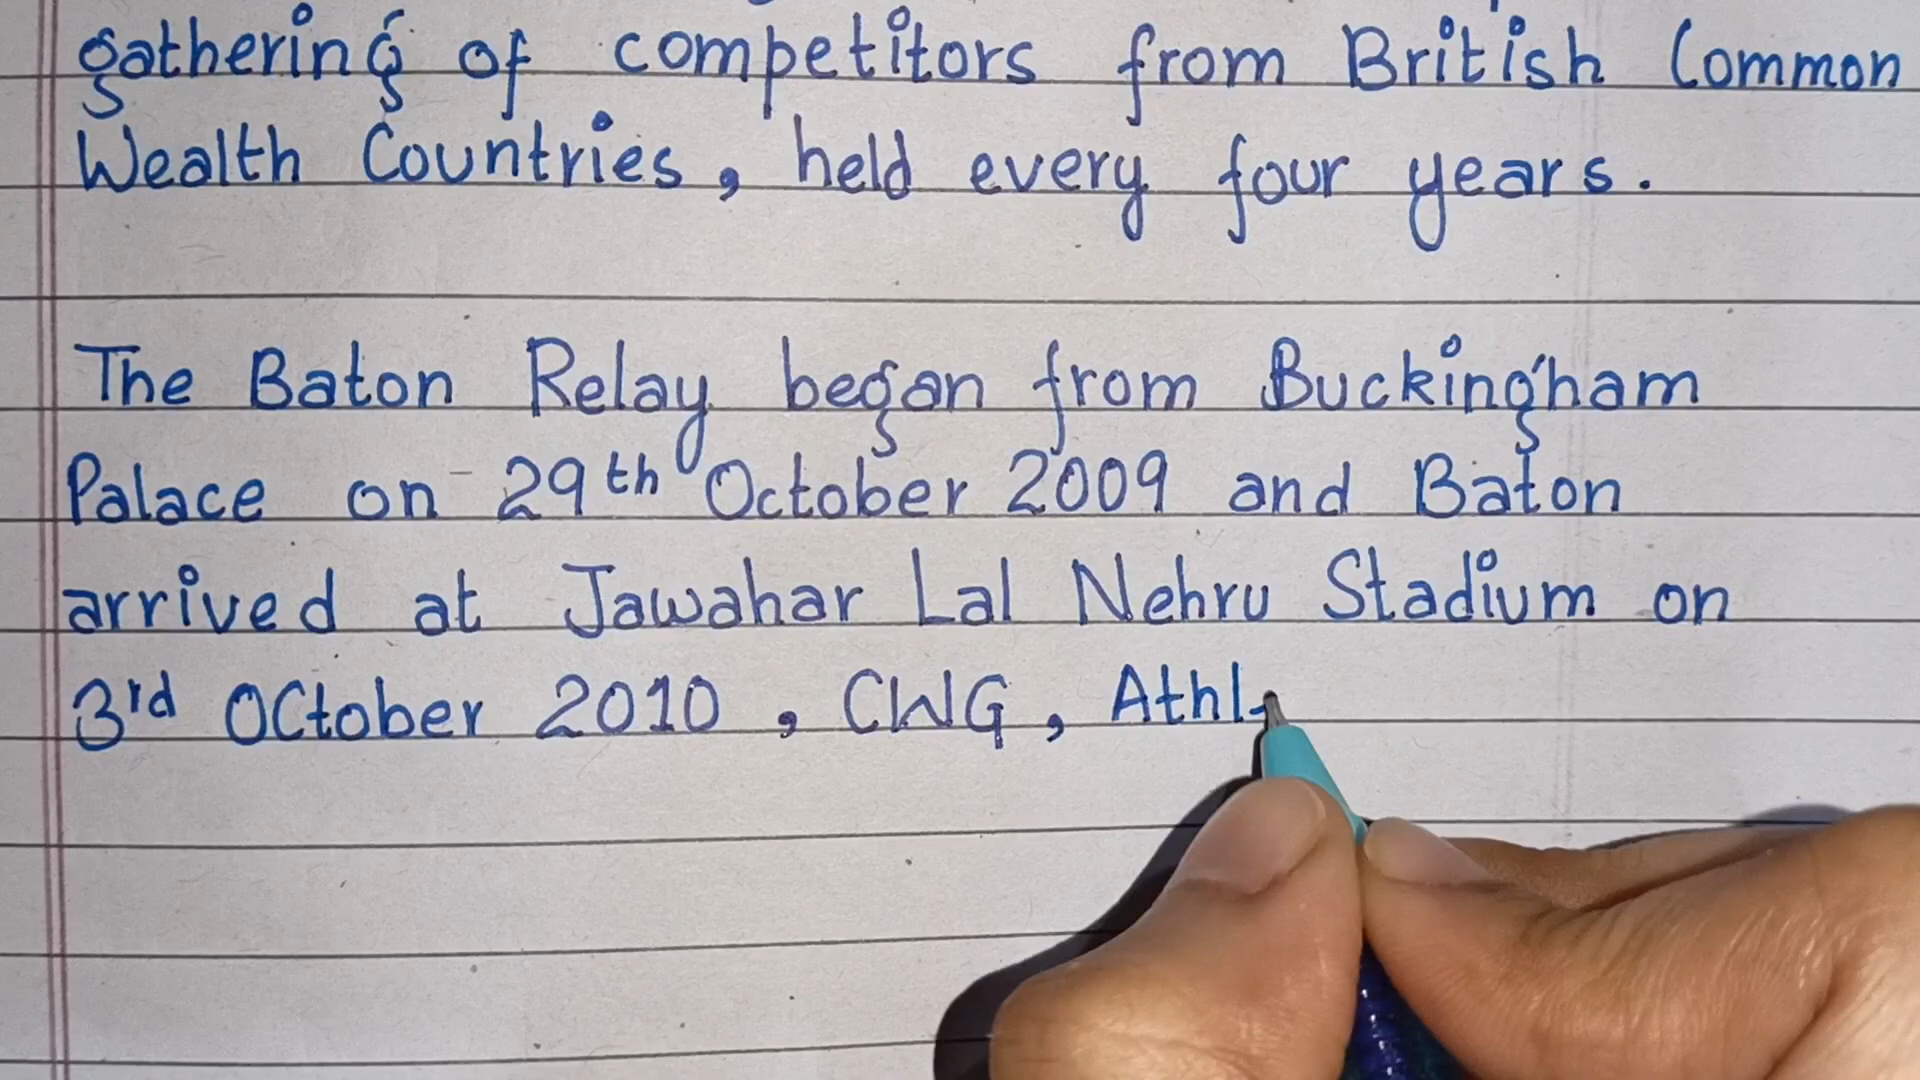 gathering of competitors from British Common
Wealth Countries, held every four years.
The Baton Relay began from Buckingham
Palace on 29th October 2009 and Baton
arrived at Jawahar Lal Nehru Stadium on
3rd OCtober 2010, CWG, Athl